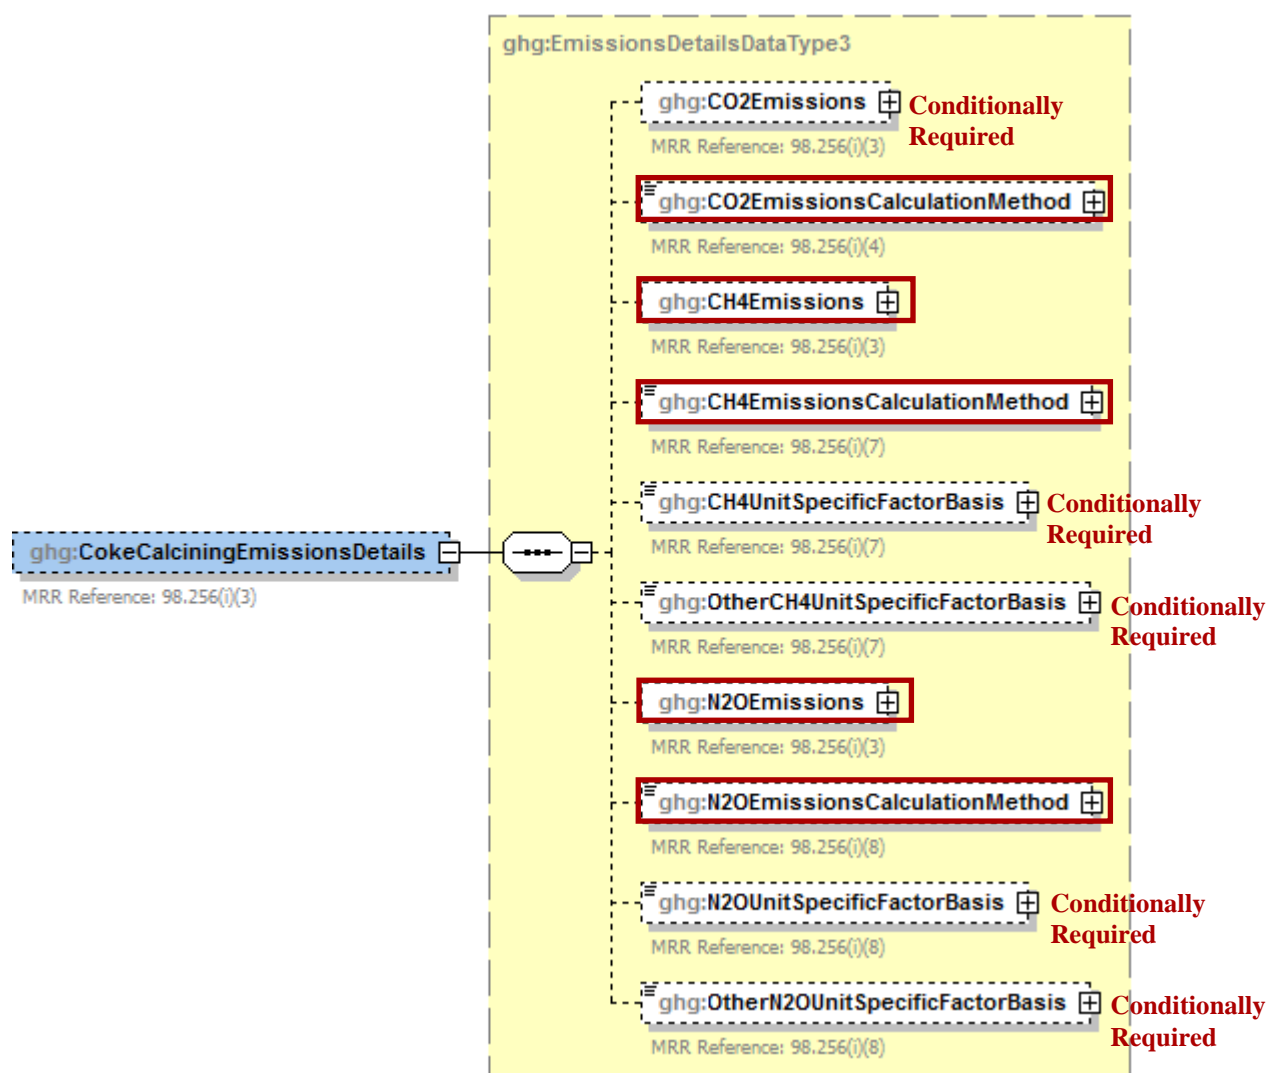 ghg:EmissionsDetailsDataType3
ghg:CO2Emissions
Conditionally
Required
MRR Reference: 98.256(i)(3)
ghg:CO2EmissionsCalculationMethod
MRR Reference: 98.256(i)(4)
ghg:CH4Emissions
MRR Reference: 98.256(i)(3)
ghg:CH4EmissionsCalculationMethod
MRR Reference: 98.256(i)(7)
ghg:CH4UnitSpecificFactorBasis
Conditionally
Required
MRR Reference: 98.256(i)(7)
ghg:CokeCalciningEmissionsDetails
MRR Reference: 98.256(i)(3)
ghg:OtherCH4UnitSpecificFactorBasis
Conditionally
Required
MRR Reference: 98.256(i)(7)
ghg:N2OEmissions
MRR Reference: 98.256(i)(3)
ghg:N2OEmissionsCalculationMethod
MRR Reference: 98.256(i)(8)
ghg:N2OUnitSpecificFactorBasis
Conditionally
Required
MRR Reference: 98.256(i)(8)
ghg:OtherN2OUnitSpecificFactorBasis
Conditionally
Required
MRR Reference: 98.256(i)(8)